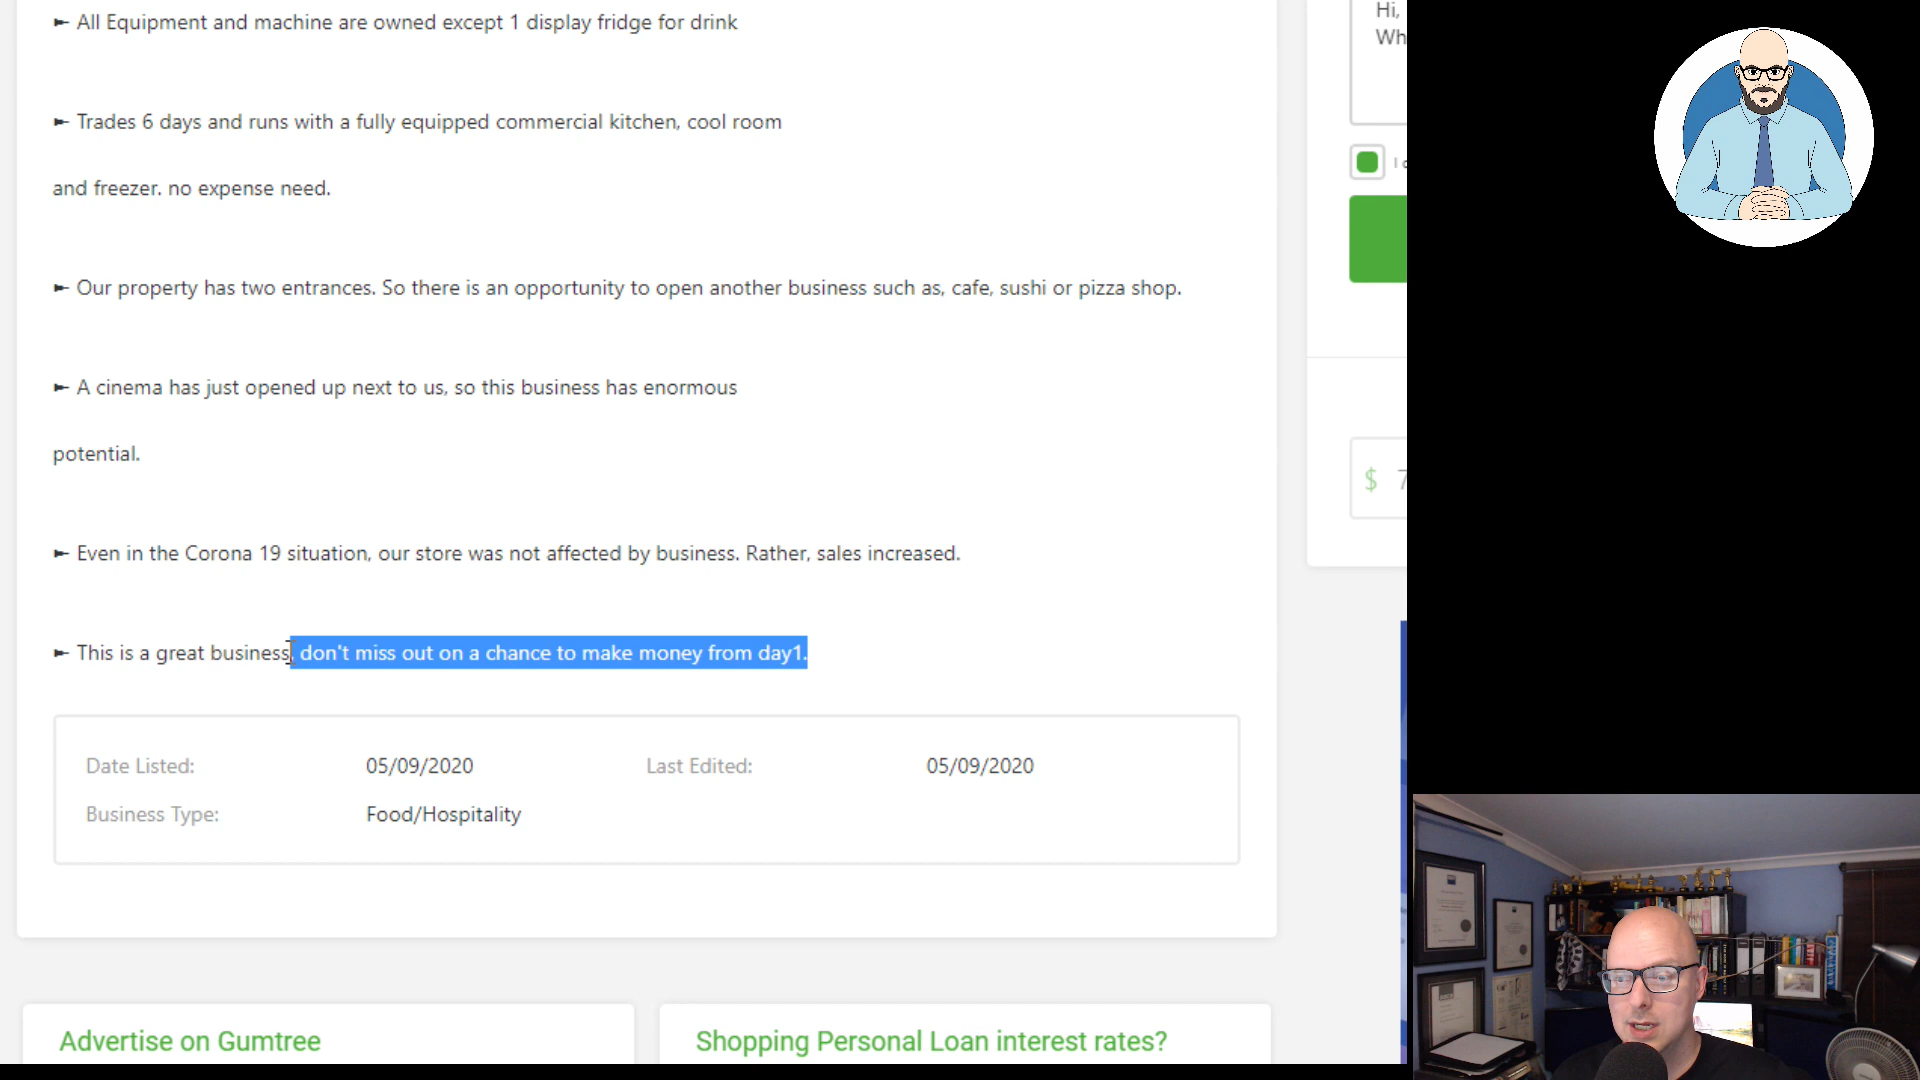 ► All Equipment and machine are owned except 1 display fridge for drink
► Trades 6 days and runs with a fully equipped commercial kitchen, cool room
and freezer. no expense need.
► Our property has two entrances. So there is an opportunity to open another business such as, cafe, sushi or pizza shop.
► A cinema has just opened up next to us, so this business has enormous
potential.
► Even in the Corona 19 situation, our store was not affected by business. Rather, sales increased.
► This is a great business, don't miss out on a chance to make money from day1.
Date Listed: 05/09/2020 Last Edited: 05/09/2020
Business Type: Food/Hospitality
Advertise on Gumtree
Shopping Personal Loan interest rates?
Hi,
Wh
I
$ 7